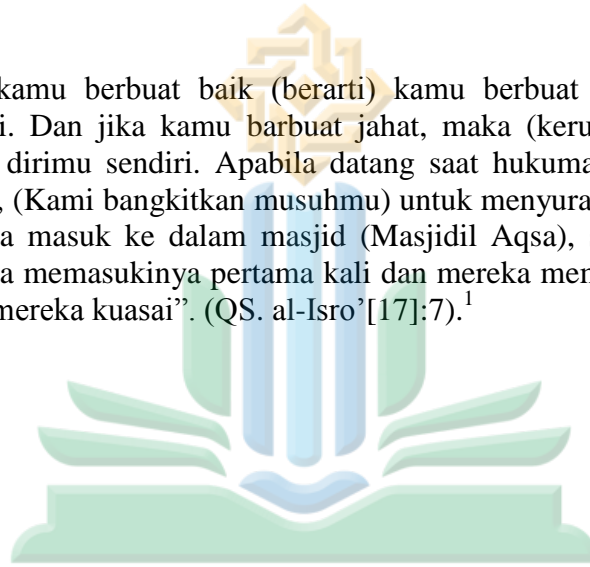 kamu berbuat baik (berarti) kamu berbuat
i. Dan jika kamu barbuat jahat, maka (keru
dirimu sendiri. Apabila datang saat hukuma
, (Kami bangkitkan musuhmu) untuk menyura
a masuk ke dalam masjid (Masjidil Aqsa),
a memasukinya pertama kali dan mereka men
mereka kuasai”. (QS. al-Isro’[17]:7).1